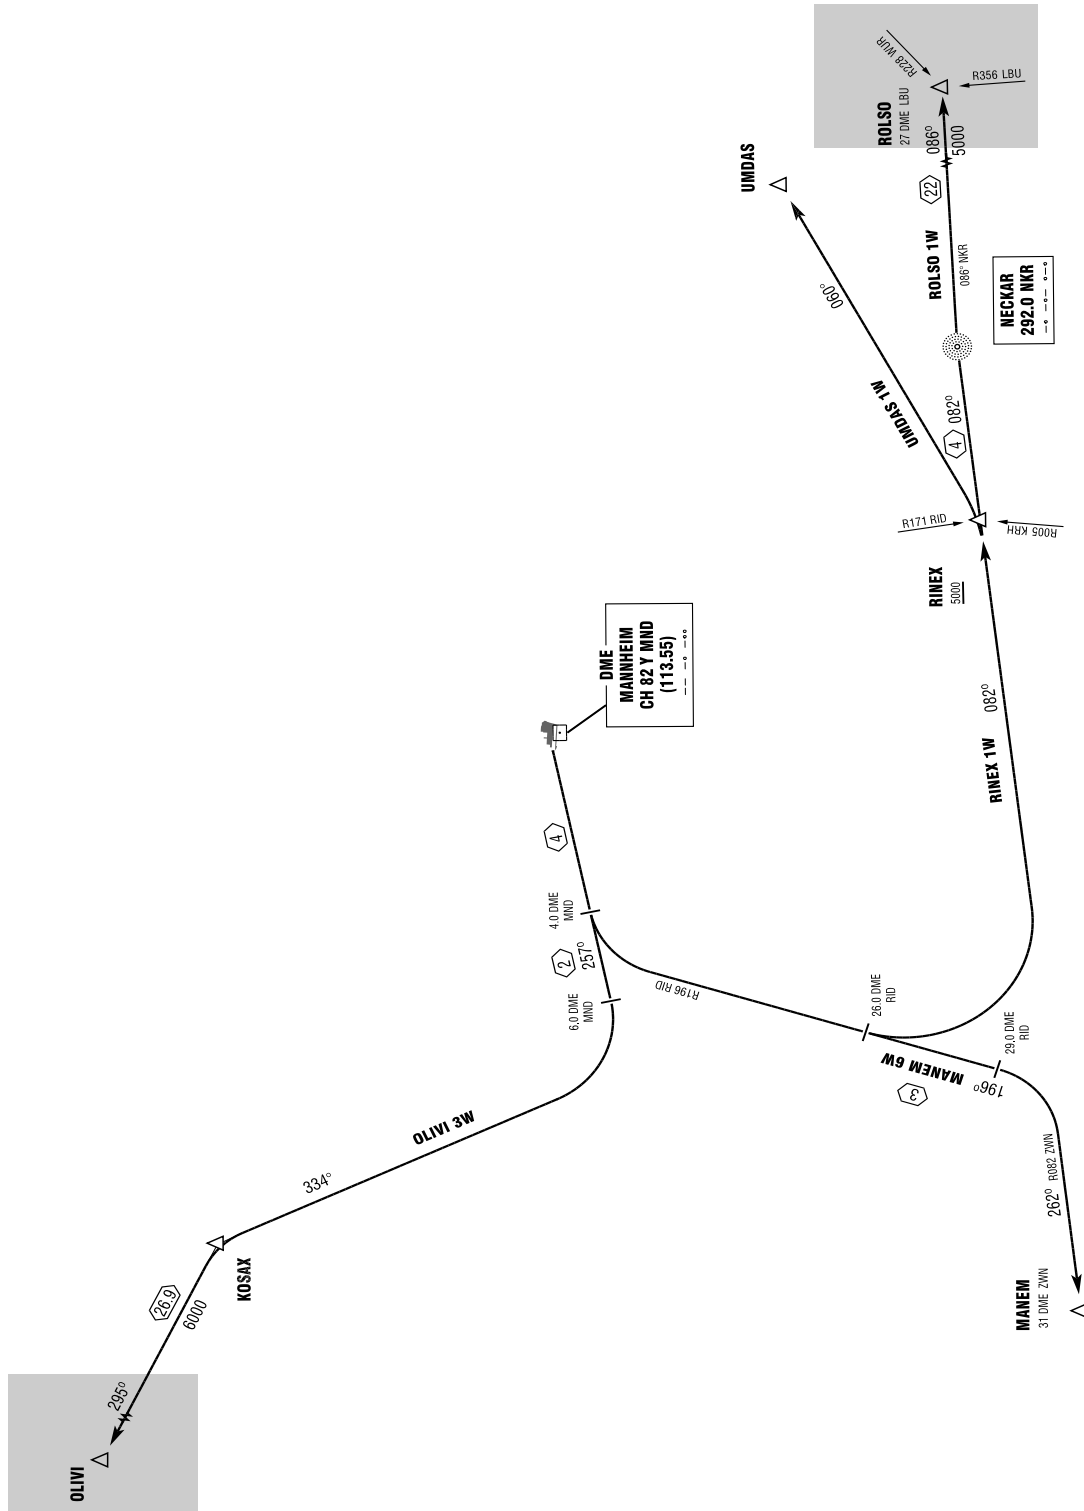 R228 WUR
R356 LBU
ROLSO
27 DME LBU
086°
5000
22
ROLSO 1W
086° NKR
UMDAS
060°
UMDAS 1W
NECKAR
292.0 NKR
4
082°
R171 RID
R005 KRH
RINEX
5000
082°
RINEX 1W
DME
MANNHEIM
CH 82 Y MND
(113.55)
4
4.0 DME
MND
2
257°
6.0 DME
MND
R196 RID
26.0 DME
RID
29.0 DME
RID
MANEM 6W
3
196°
262°
R082 ZWN
MANEM
31 DME ZWN
OLIVI 3W
334°
KOSAX
26.9
6000
295°
OLIVI